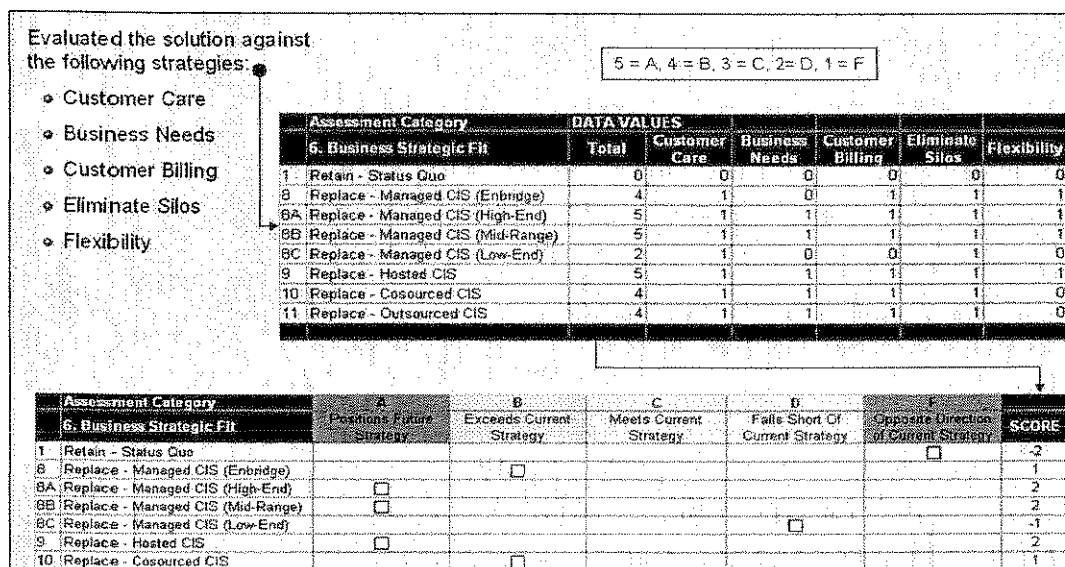 Evaluated the solution against
the following strategies:
• Customer Care
• Business Needs
• Customer Billing
• Eliminate Silos
• Flexibility
5 = A, 4 = B, 3 = C, 2= D, 1 = F
Assessment Category DATA VALUES
6. Business Strategic Fit Total Customer Care Business Needs Customer Billing Eliminate Silos Flexibility
1 Retain - Status Quo 0 0 0 0 0 0
8 Replace - Managed CIS (Enbridge) 4 1 0 1 1 1
8A Replace - Managed CIS (High-End) 5 1 1 1 1 1
8B Replace - Managed CIS (Mid-Range) 5 1 1 1 1 1
8C Replace - Managed CIS (Low-End) 2 1 0 0 1 0
9 Replace - Hosted CIS 5 1 1 1 1 1
10 Replace - Cosourced CIS 4 1 1 1 1 0
11 Replace - Outsourced CIS 4 1 1 1 1 0
Assessment Category A B C D F
6. Business Strategic Fit Positions Future Strategy Exceeds Current Strategy Meets Current Strategy Falls Short Of Current Strategy Opposite Direction of Current Strategy SCORE
1 Retain - Status Quo -2
8 Replace - Managed CIS (Enbridge) 1
8A Replace - Managed CIS (High-End) 2
8B Replace - Managed CIS (Mid-Range) 2
8C Replace - Managed CIS (Low-End) -1
9 Replace - Hosted CIS 2
10 Replace - Cosourced CIS 1